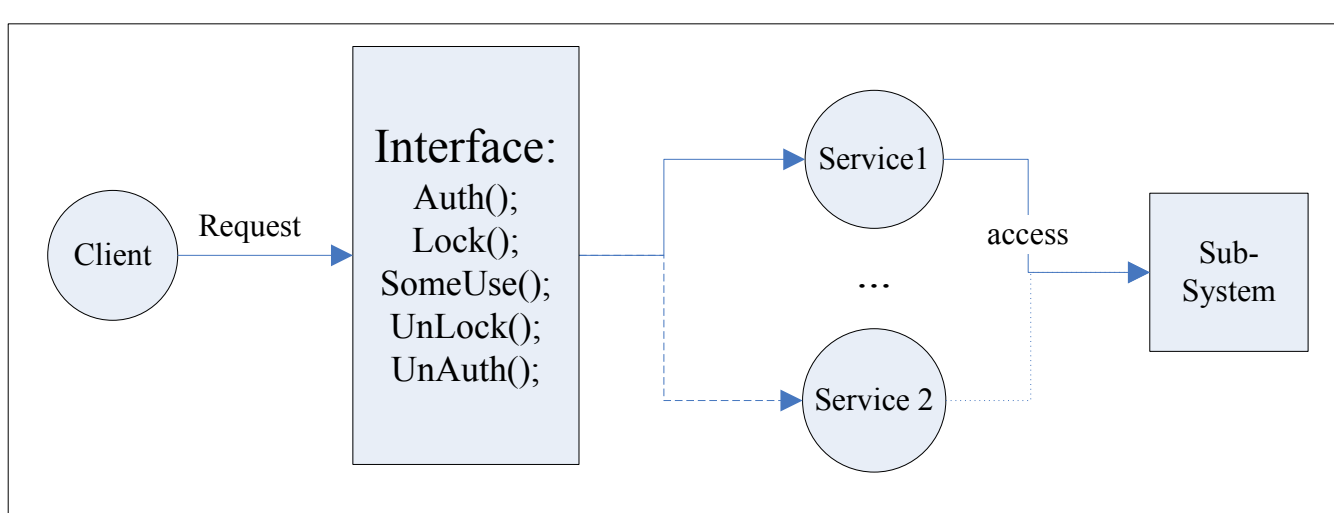 Client
Request
Interface:
Auth();
Lock();
SomeUse();
UnLock();
UnAuth();
Service1
...
Service 2
access
Sub-
System